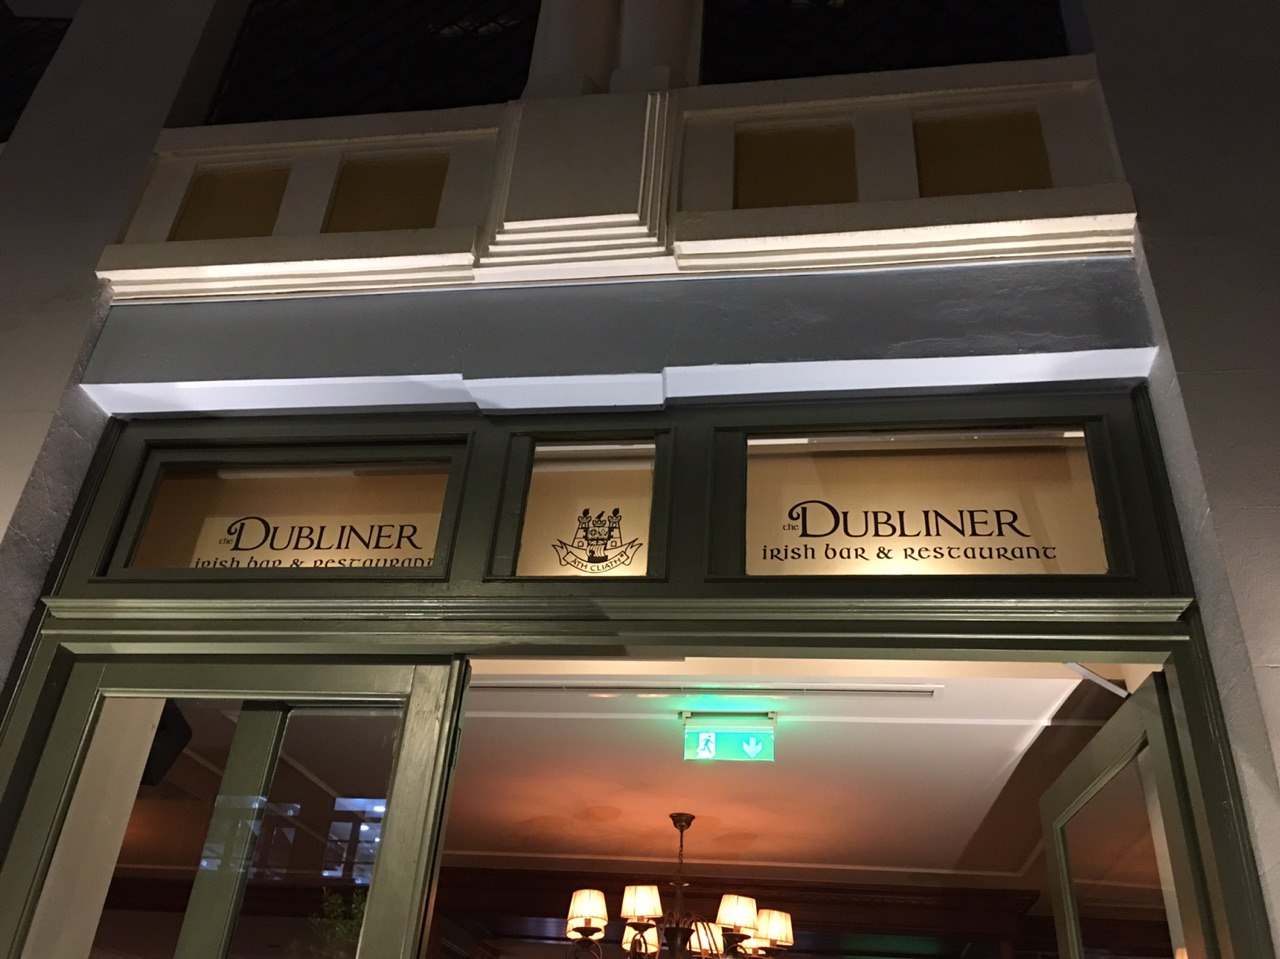 the DUBLINER
irish bar & restaurant
ATH CLIATH
the DUBLINER
irish bar & restaurant